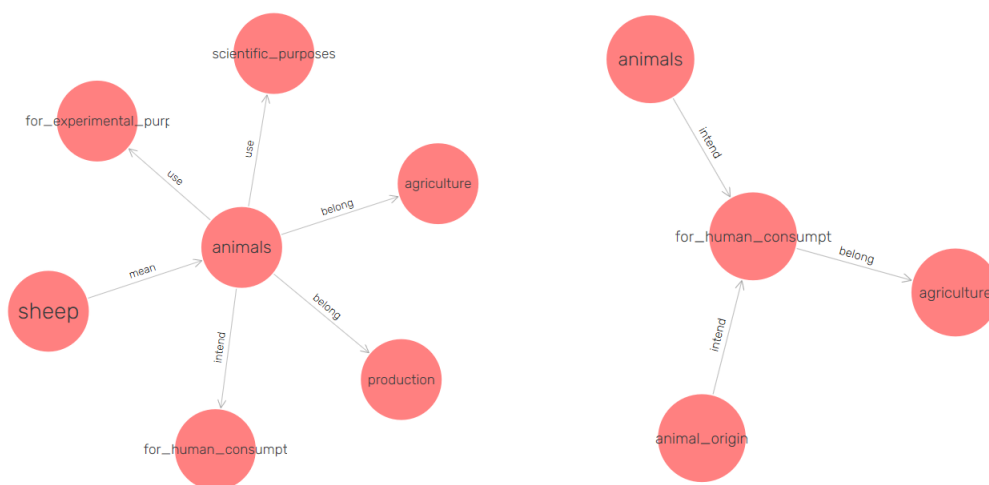 scientific_purposes
for_experimental_purp
use
use
agriculture
belong
animals
mean
sheep
belong
intend
production
for_human_consumpt
animals
intend
for_human_consumpt
belong
agriculture
intend
animal_origin